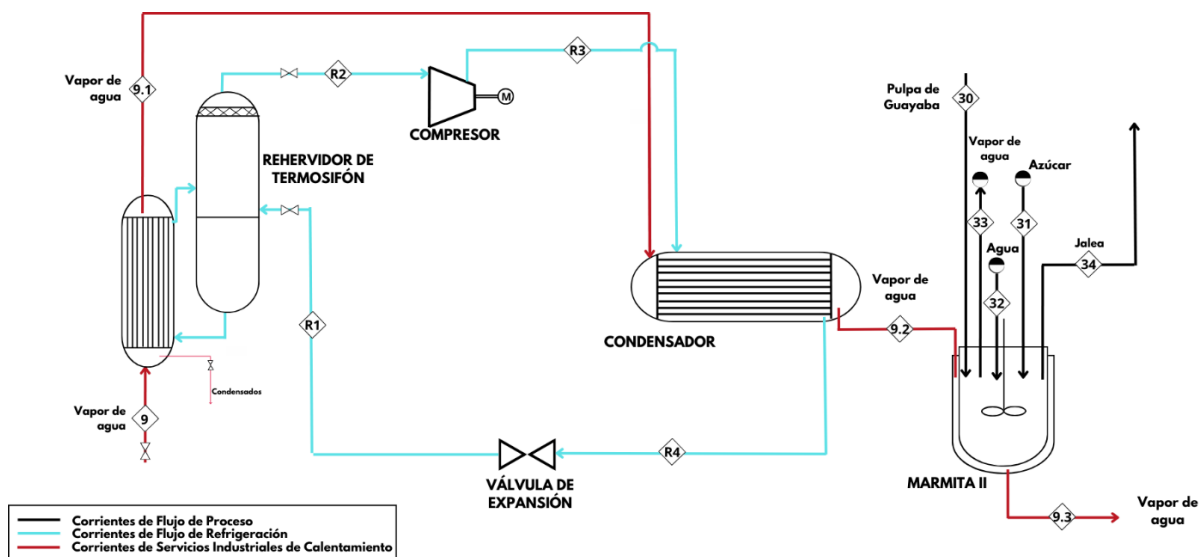 Vapor de
agua
9.1
R2
M
COMPRESOR
R3
REHERVIDOR DE
TERMOSIFÓN
Pulpa de
Guayaba
30
Vapor de
agua
33
Azúcar
31
Agua
32
Jalea
34
R1
CONDENSADOR
Vapor de
agua
9.2
Condensados
Vapor de
agua
9
R4
VÁLVULA DE
EXPANSIÓN
MARMITA II
9.3
Vapor de
agua
Corrientes de Flujo de Proceso
Corrientes de Flujo de Refrigeración
Corrientes de Servicios Industriales de Calentamiento